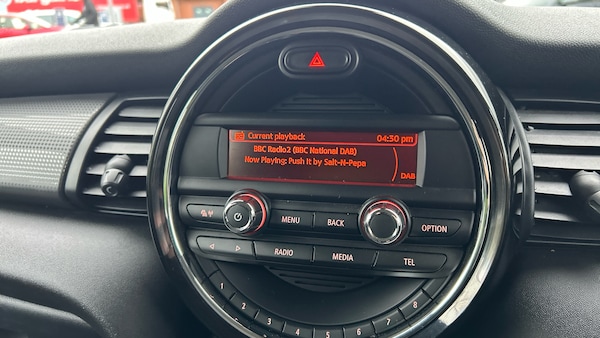 Current playback 04:30 pm
BBC Radio2 (BBC National DAB)
Now Playing: Push It by Salt-N-Pepa
DAB
MENU BACK OPTION
RADIO MEDIA TEL
1 2 3 4 5 6 7 8